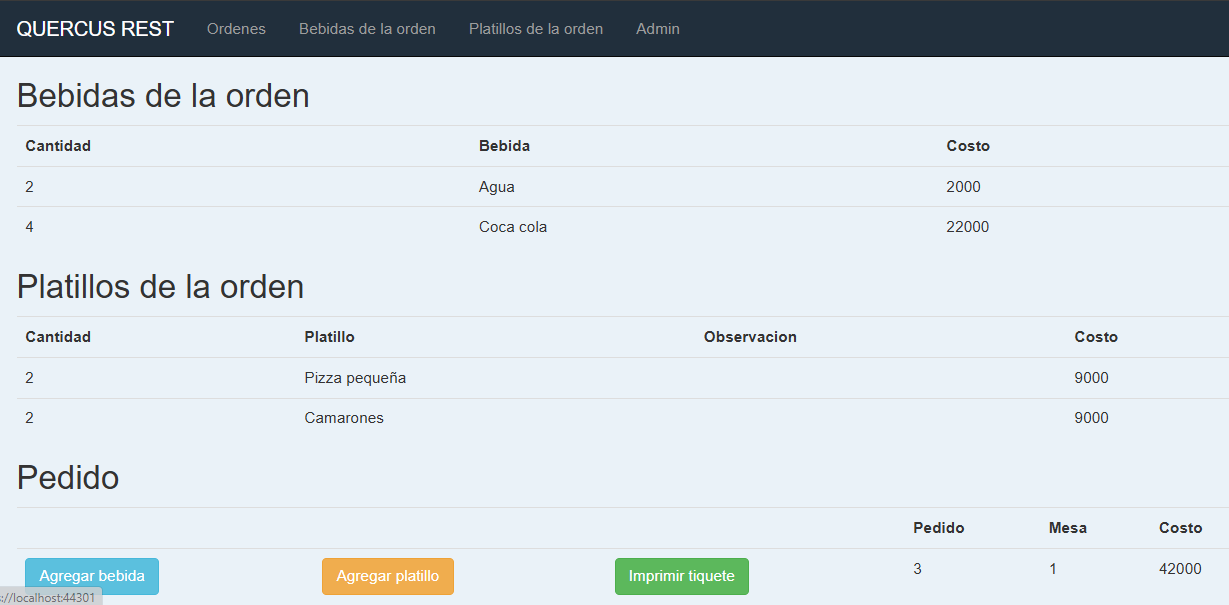 QUERCUS REST Ordenes Bebidas de la orden Platillos de la orden Admin
Bebidas de la orden
Cantidad Bebida Costo
2 Agua 2000
4 Coca cola 22000
Platillos de la orden
Cantidad Platillo Observacion Costo
2 Pizza pequeña 9000
2 Camarones 9000
Pedido
Pedido Mesa Costo
Agregar bebida Agregar platillo Imprimir tiquete 3 1 42000
://localhost:44301